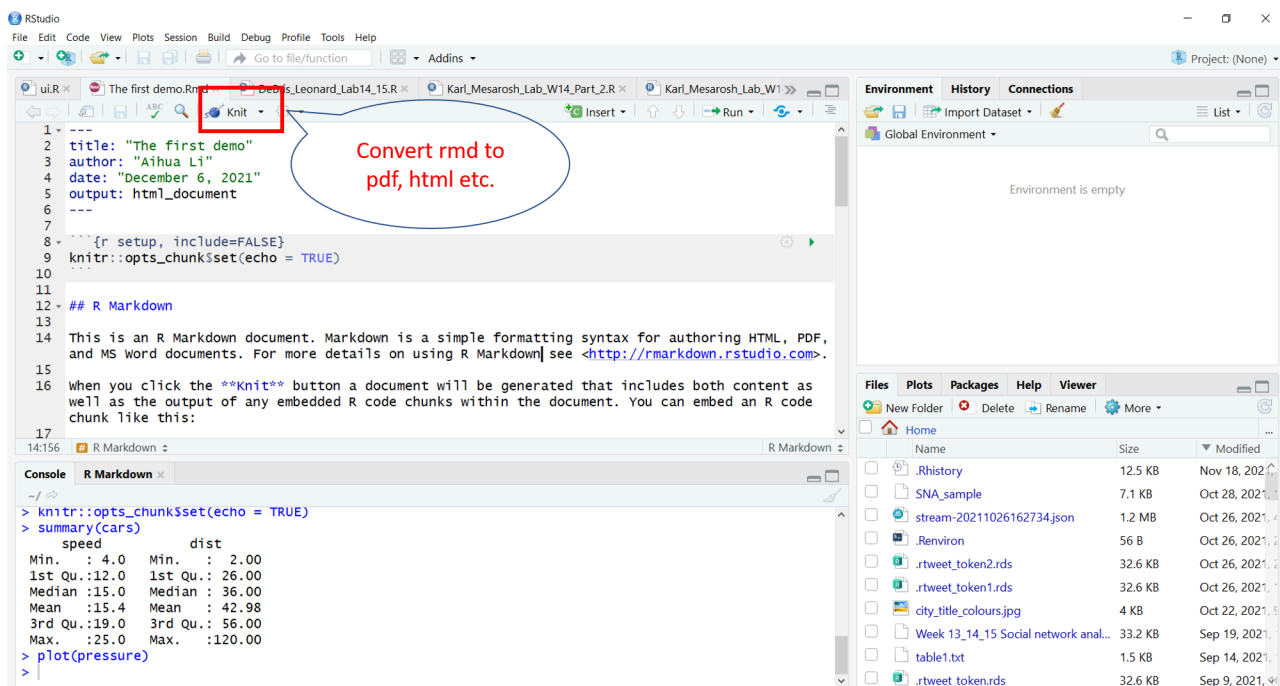 RStudio
File Edit Code View Plots Session Build Debug Profile Tools Help
Go to file/function Addins Project: (None)
ui.R The first demo.Rmd DeBris_Leonard_Lab14_15.R Karl_Mesarosh_Lab_W14_Part_2.R Karl_Mesarosh_Lab_W1
ABC Knit Insert Run
1 ---
2 title: "The first demo"
3 author: "Aihua Li"
4 date: "December 6, 2021"
5 output: html_document
6 ---
7
8 ```{r setup, include=FALSE}
9 knitr::opts_chunk$set(echo = TRUE)
10 ```
11
12 ## R Markdown
13
14 This is an R Markdown document. Markdown is a simple formatting syntax for authoring HTML, PDF,
and MS Word documents. For more details on using R Markdown see <http://rmarkdown.rstudio.com>.
15
16 When you click the **Knit** button a document will be generated that includes both content as
well as the output of any embedded R code chunks within the document. You can embed an R code
chunk like this:
17
14:156 # R Markdown R Markdown
Convert rmd to
pdf, html etc.
Console R Markdown
~/
> knitr::opts_chunk$set(echo = TRUE)
> summary(cars)
speed dist
Min. : 4.0 Min. : 2.00
1st Qu.:12.0 1st Qu.: 26.00
Median :15.0 Median : 36.00
Mean :15.4 Mean : 42.98
3rd Qu.:19.0 3rd Qu.: 56.00
Max. :25.0 Max. :120.00
> plot(pressure)
>
Environment History Connections
Import Dataset List
Global Environment
Environment is empty
Files Plots Packages Help Viewer
New Folder Delete Rename More
Home ...
Name Size Modified
.Rhistory 12.5 KB Nov 18, 202
SNA_sample 7.1 KB Oct 28, 2021,
stream-20211026162734.json 1.2 MB Oct 26, 2021,
.Renviron 56 B Oct 26, 2021,
.rtweet_token2.rds 32.6 KB Oct 26, 2021,
.rtweet_token1.rds 32.6 KB Oct 26, 2021,
city_title_colours.jpg 4 KB Oct 22, 2021,
Week 13_14_15 Social network anal... 33.2 KB Sep 19, 2021,
table1.txt 1.5 KB Sep 14, 2021,
.rtweet_token.rds 32.6 KB Sep 9, 2021,